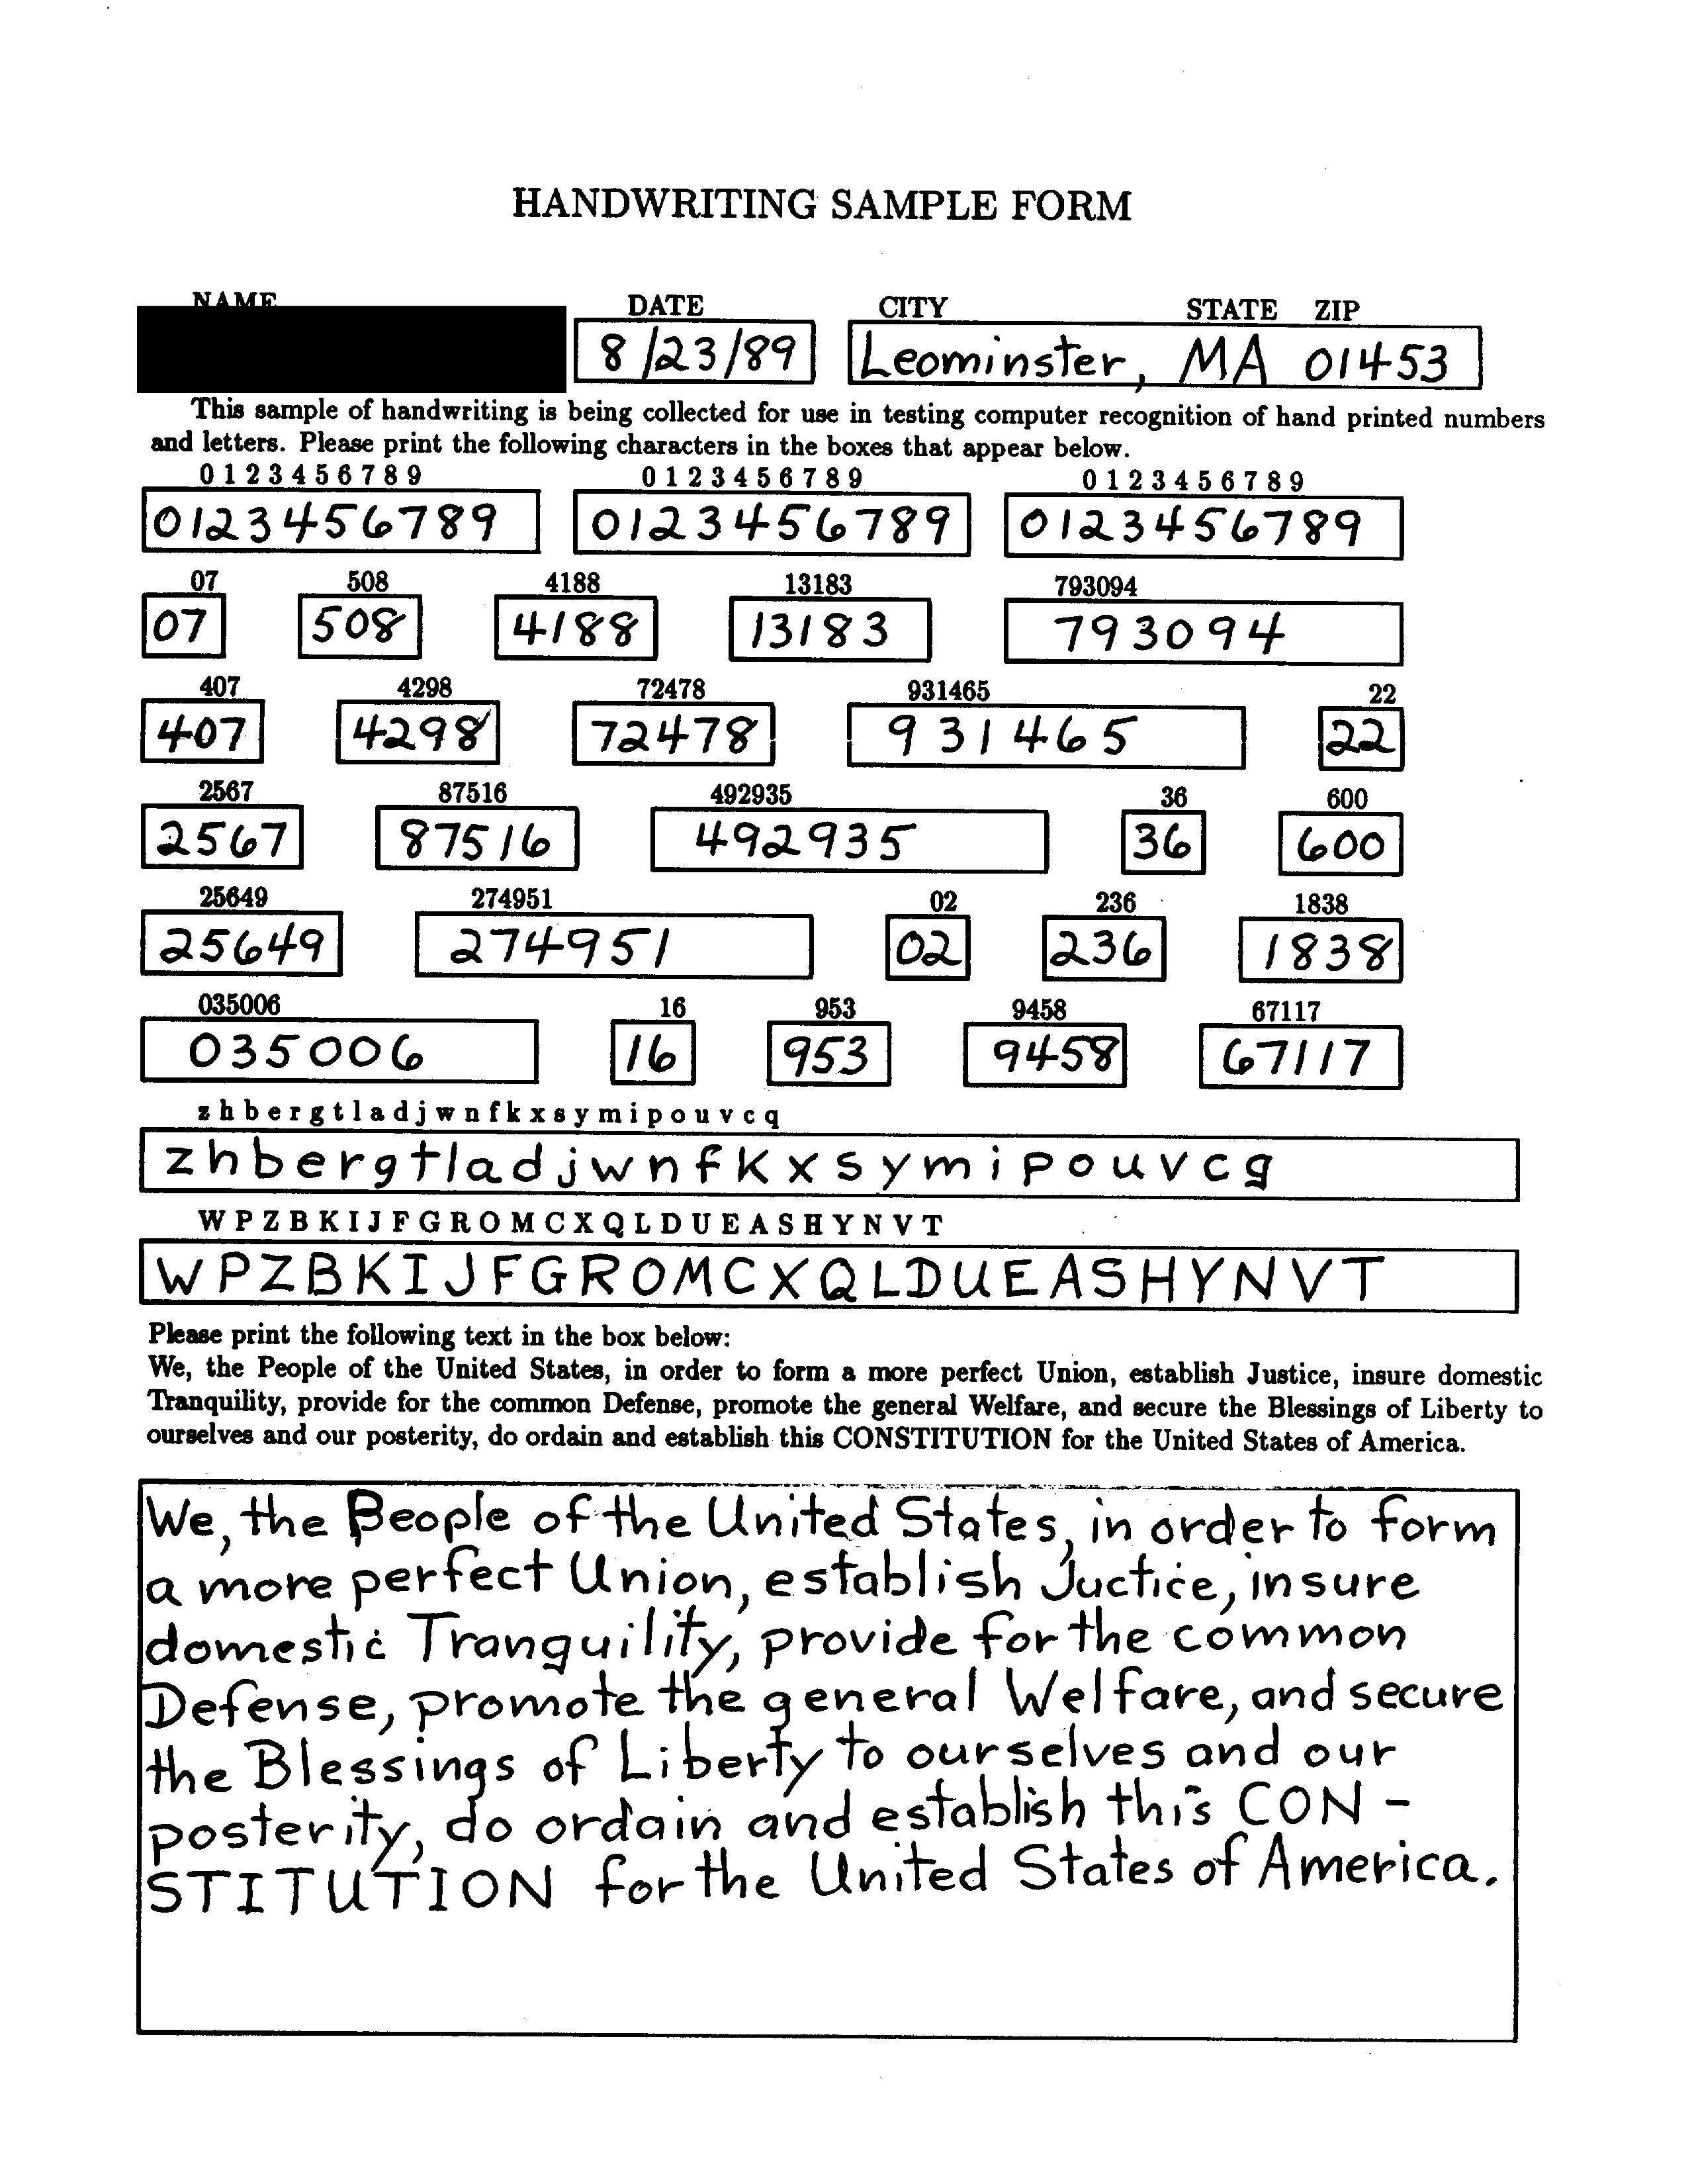 HANDWRITING SAMPLE FORM
NAME DATE CITY STATE ZIP
8/23/89 Leominster, MA 01453
This sample of handwriting is being collected for use in testing computer recognition of hand printed numbers
and letters. Please print the following characters in the boxes that appear below.
0 1 2 3 4 5 6 7 8 9 0 1 2 3 4 5 6 7 8 9 0 1 2 3 4 5 6 7 8 9
0123456789 0123456789 0123456789
07 508 4188 13183 793094
07 508 4188 13183 793094
407 4298 72478 931465 22
407 4298 72478 931465 22
2567 87516 492935 36 600
2567 87516 492935 36 600
25649 274951 02 236 1838
25649 274951 02 236 1838
035006 16 953 9458 67117
035006 16 953 9458 67117
z h b e r g t l a d j w n f k x s y m i p o u v c q
z h b e r g t l a d j w n f k x s y m i p o u v c g
W P Z B K I J F G R O M C X Q L D U E A S H Y N V T
W P Z B K I J F G R O M C X Q L D U E A S H Y N V T
Please print the following text in the box below:
We, the People of the United States, in order to form a more perfect Union, establish Justice, insure domestic
Tranquility, provide for the common Defense, promote the general Welfare, and secure the Blessings of Liberty to
ourselves and our posterity, do ordain and establish this CONSTITUTION for the United States of America.
We, the People of the United States, in order to form
a more perfect Union, establish Juctice, insure
domestic Tranquility, provide for the common
Defense, promote the general Welfare, and secure
the Blessings of Liberty to ourselves and our
posterity, do ordain and establish this CON-
STITUTION for the United States of America.